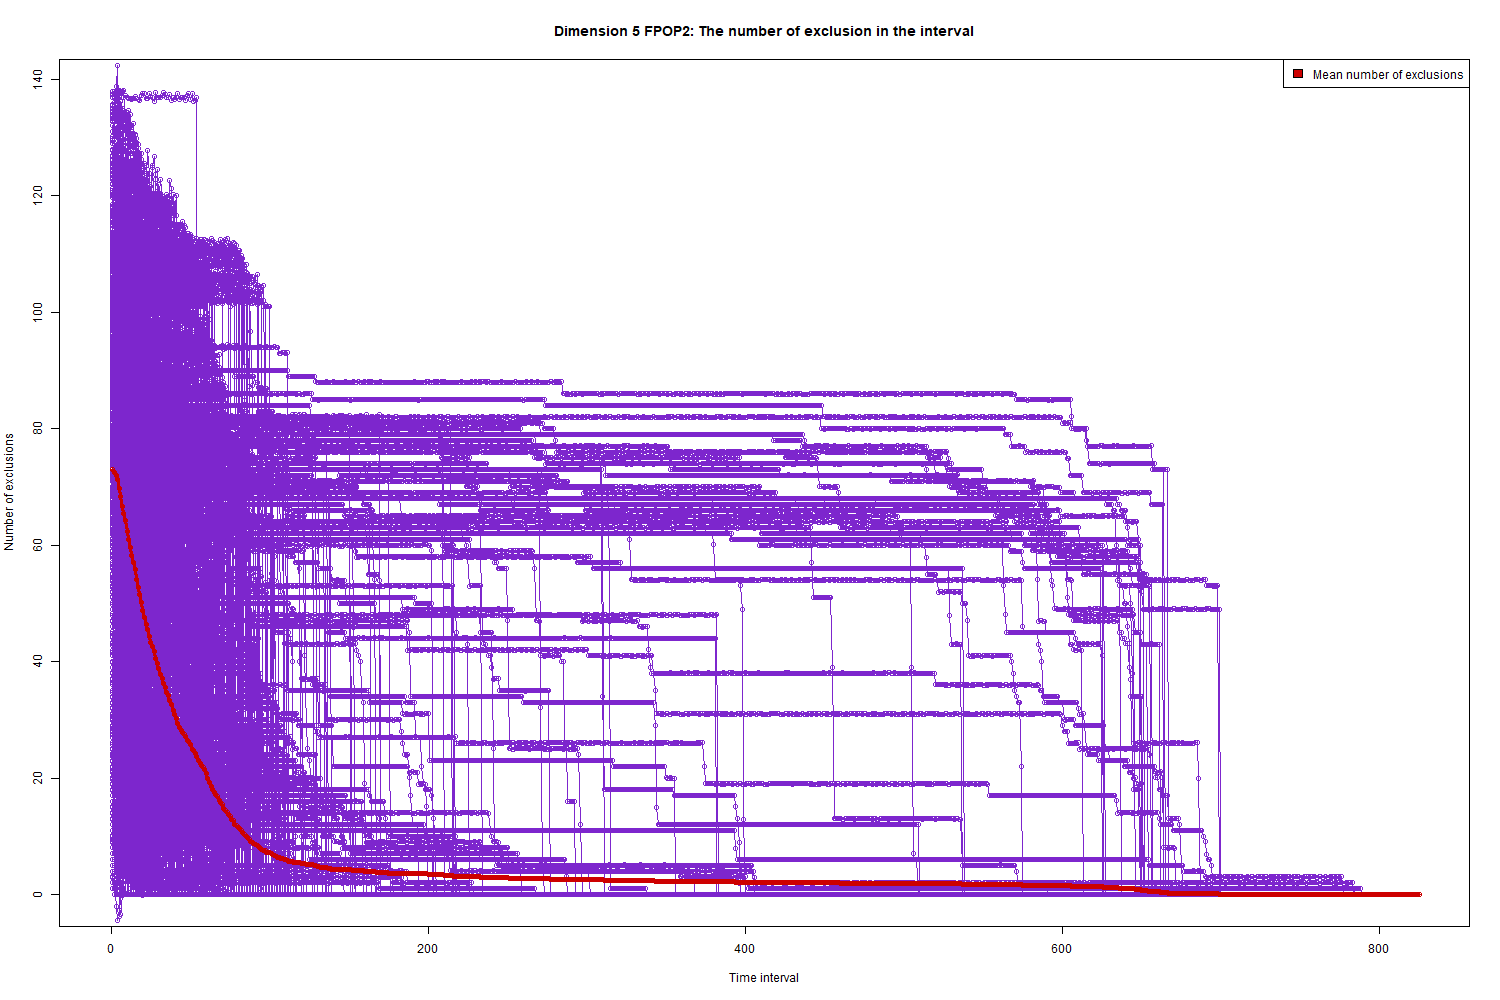 Dimension 5 FPOP2: The number of exclusion in the interval
Mean number of exclusions
140
120
100
80
60
40
20
0
Number of exclusions
0 200 400 600 800
Time interval